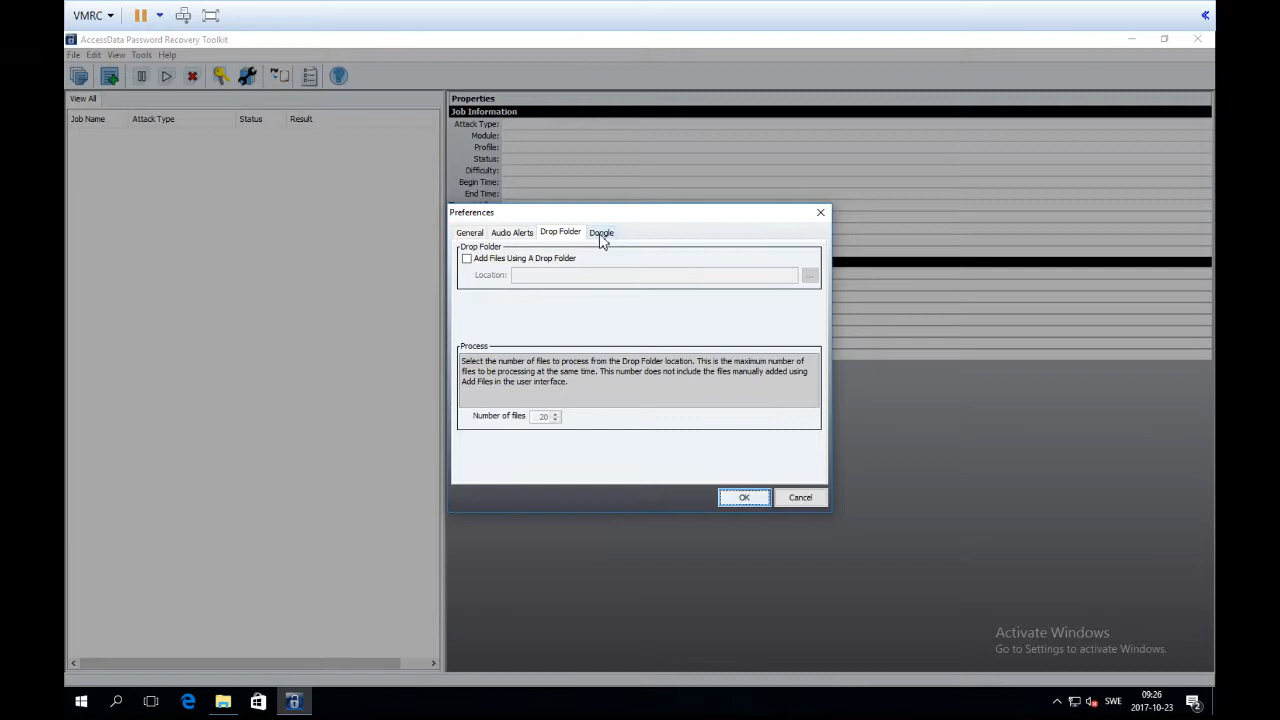 VMRC
AccessData Password Recovery Toolkit
File Edit View Tools Help
View All
Job Name Attack Type Status Result
Properties
Job Information
Attack Type:
Module:
Profile:
Status:
Difficulty:
Begin Time:
End Time:
Preferences
General Audio Alerts Drop Folder Dongle
Drop Folder
Add Files Using A Drop Folder
Location: ...
Process
Select the number of files to process from the Drop Folder location. This is the maximum number of
files to be processing at the same time. This number does not include the files manually added using
Add Files in the user interface.
Number of files 20
OK Cancel
Activate Windows
Go to Settings to activate Windows.
SWE
09:26
2017-10-23
2